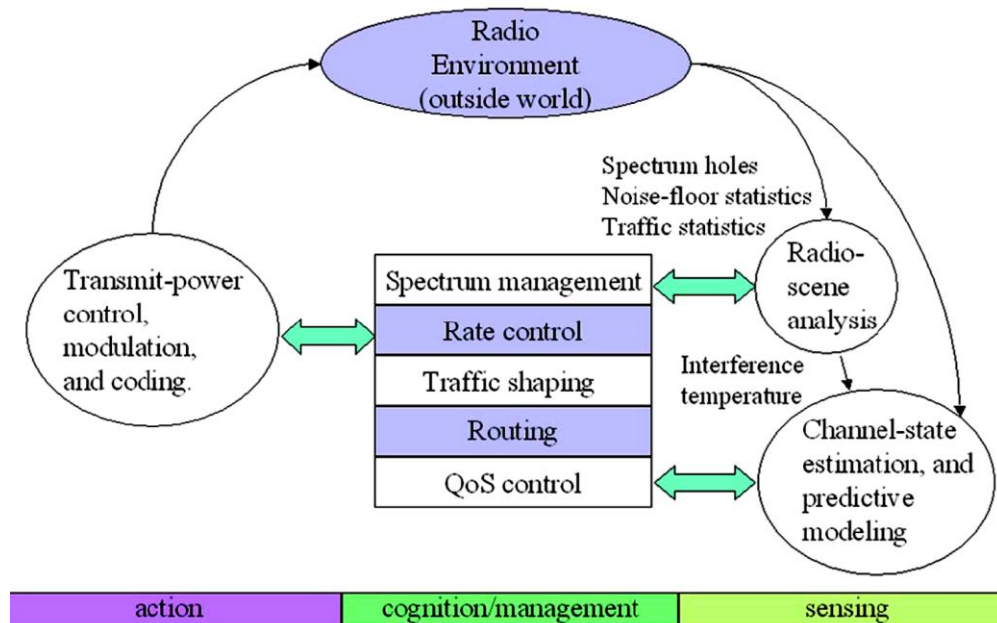 Radio
Environment
(outside world)
Spectrum holes
Noise-floor statistics
Traffic statistics
Transmit-power
control,
modulation,
and coding.
Spectrum management
Rate control
Traffic shaping
Routing
QoS control
Radio-
scene
analysis
Interference
temperature
Channel-state
estimation, and
predictive
modeling
action
cognition/management
sensing